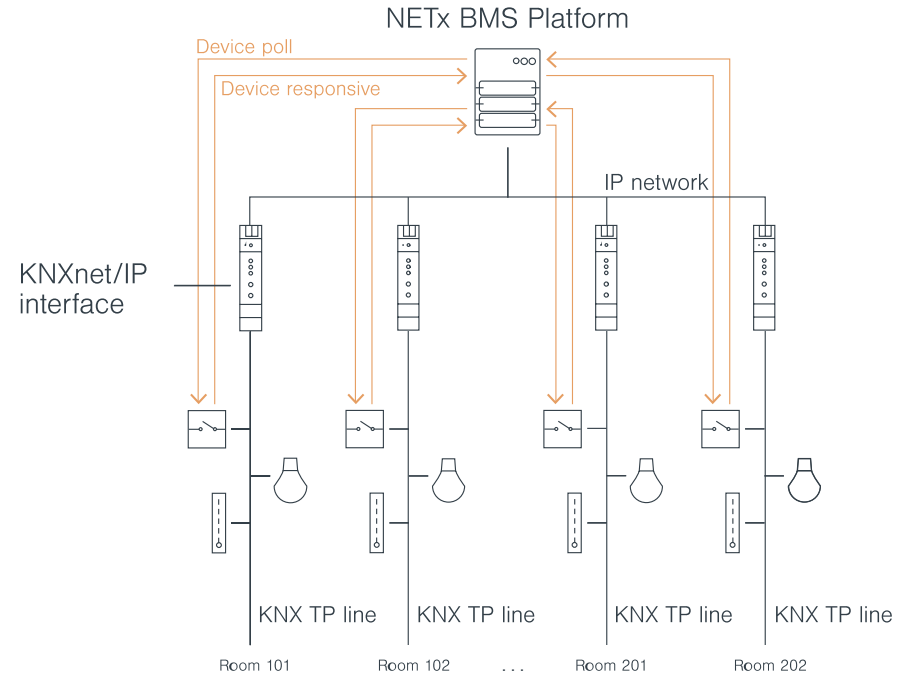 NETx BMS Platform
Device poll
Device responsive
IP network
KNXnet/IP
interface
KNX TP line
KNX TP line
KNX TP line
KNX TP line
Room 101
Room 102
...
Room 201
Room 202